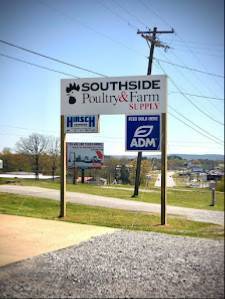 SOUTHSIDE
Poultry & Farm
SUPPLY
HIRSCH
FEED SOLD HERE
ADM